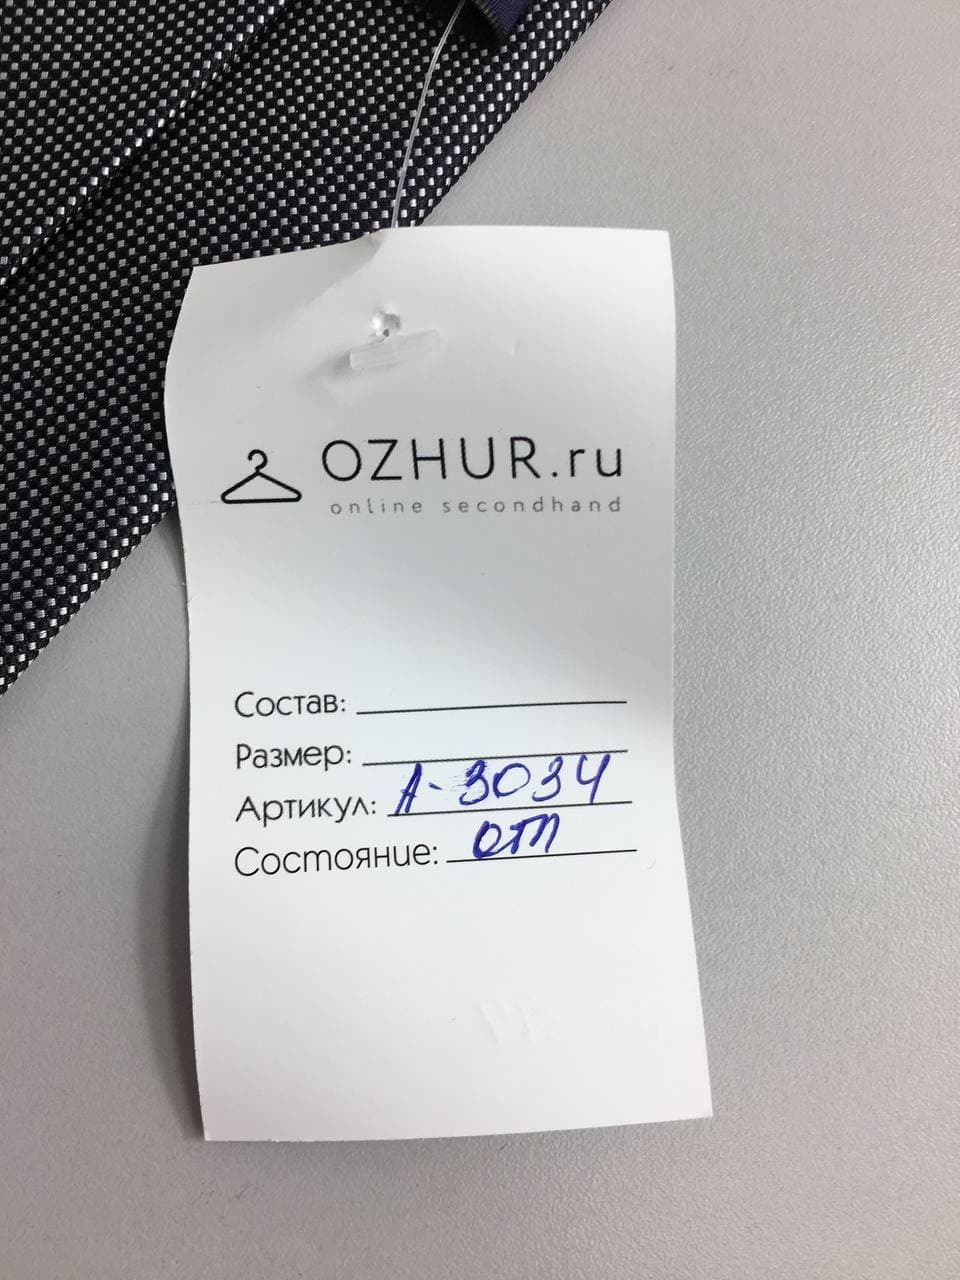 OZHUR.ru
online secondhand
Состав:
Размер:
Артикул: А-3034
Состояние: отл